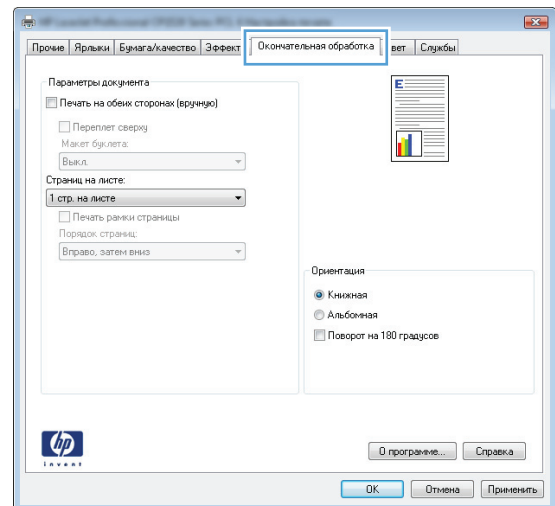 Прочие Ярлыки Бумага/качество Эффект Окончательная обработка вет Службы
Параметры документа
Печать на обеих сторонах (вручную)
Переплет сверху
Макет буклета:
Выкл.
Страниц на листе:
1 стр. на листе
Печать рамки страницы
Порядок страниц:
Вправо, затем вниз
E
Ориентация
Книжная
Альбомная
Поворот на 180 градусов
hp
invent
О программе... Справка
OK Отмена Применить